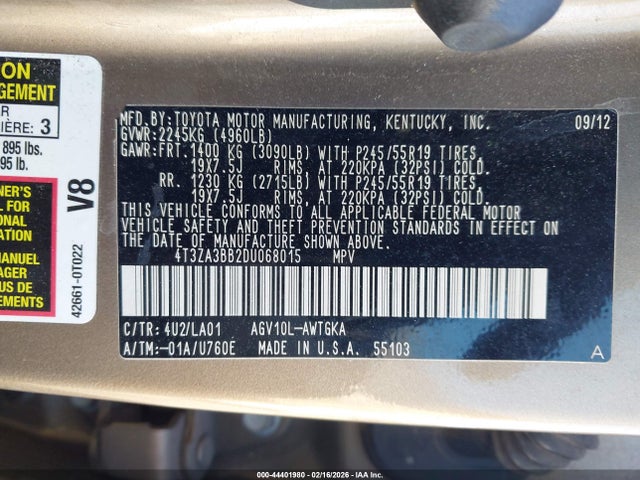 ON
GEMENT
R
IÈRE: 3
895 lbs.
95 lb.
ER'S
L FOR
ONAL
ATION
MANUEL
AGER
US DE
NTS
V8
42661-0T022
MFD.BY:TOYOTA MOTOR MANUFACTURING, KENTUCKY, INC. 09/12
GVWR:2245KG (4960LB)
GAWR:FRT.1400 KG (3090LB) WITH P245/55R19 TIRES,
19X7.5J RIMS, AT 220KPA (32PSI) COLD.
RR. 1230 KG (2715LB) WITH P245/55R19 TIRES,
19X7.5J RIMS, AT 220KPA (32PSI) COLD.
THIS VEHICLE CONFORMS TO ALL APPLICABLE FEDERAL MOTOR
VEHICLE SAFETY AND THEFT PREVENTION STANDARDS IN EFFECT ON
THE DATE OF MANUFACTURE SHOWN ABOVE.
4T3ZA3BB2DU068015 MPV
C/TR: 4U2/LA01 AGV10L-AWTGKA
A/TM:-01A/U760E MADE IN U.S.A. 55103 A
000-44401980 - 02/16/2026 - IAA Inc.